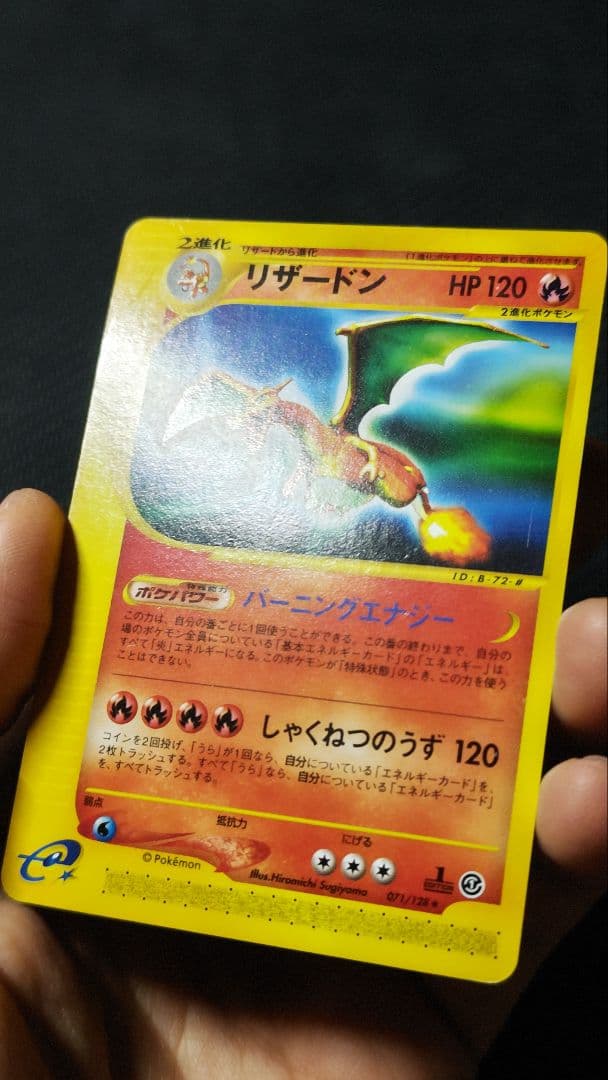 2進化
リザードから進化
リザードン
HP 120
2進化ポケモン
ID:B-72-#
特殊能力
ポケパワー
バーニングエナジー
この力は、自分の番ごとに1回使うことができる。この番の終わりまで、自分の
場のポケモン全員についている「基本エネルギーカード」の「エネルギー」は、
すべて「炎」エネルギーになる。このポケモンが「特殊状態」のとき、この力を使う
ことはできない。
しゃくねつのうず 120
コインを2回投げ、「うら」が1回なら、自分についている「エネルギーカード」を、
2枚トラッシュする。すべて「うら」なら、自分についている「エネルギーカード」
を、すべてトラッシュする。
弱点
抵抗力
にげる
© Pokémon
Illus.Hiromichi Sugiyama
1
EDITION
071/128 ★
e